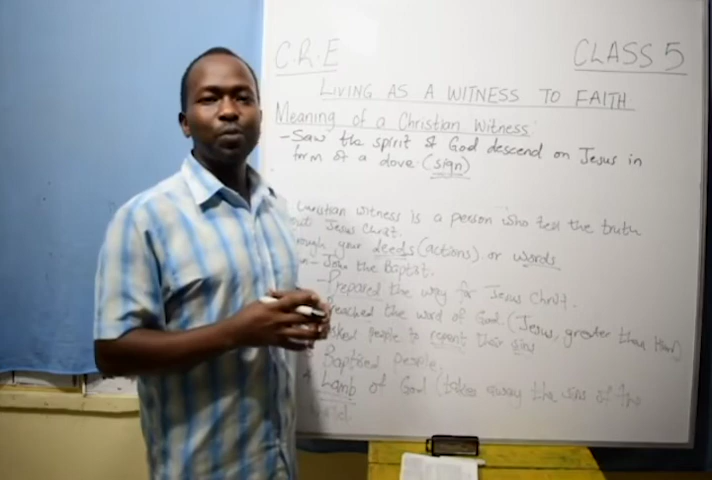 C.R.E
CLASS 5
LIVING AS A WITNESS TO FAITH
Meaning of a Christian Witness:
- Saw the spirit of God descend on Jesus in
form of a dove. (sign)
Christian witness is a person who tell the truth
Jesus Christ.
your deeds (actions) or words
John the Baptist.
- Prepared the way for Jesus Christ.
the word of God. (Jesus, greater than
people to repent their sins
Baptised people.
Lamb of God (takes away the sins of the